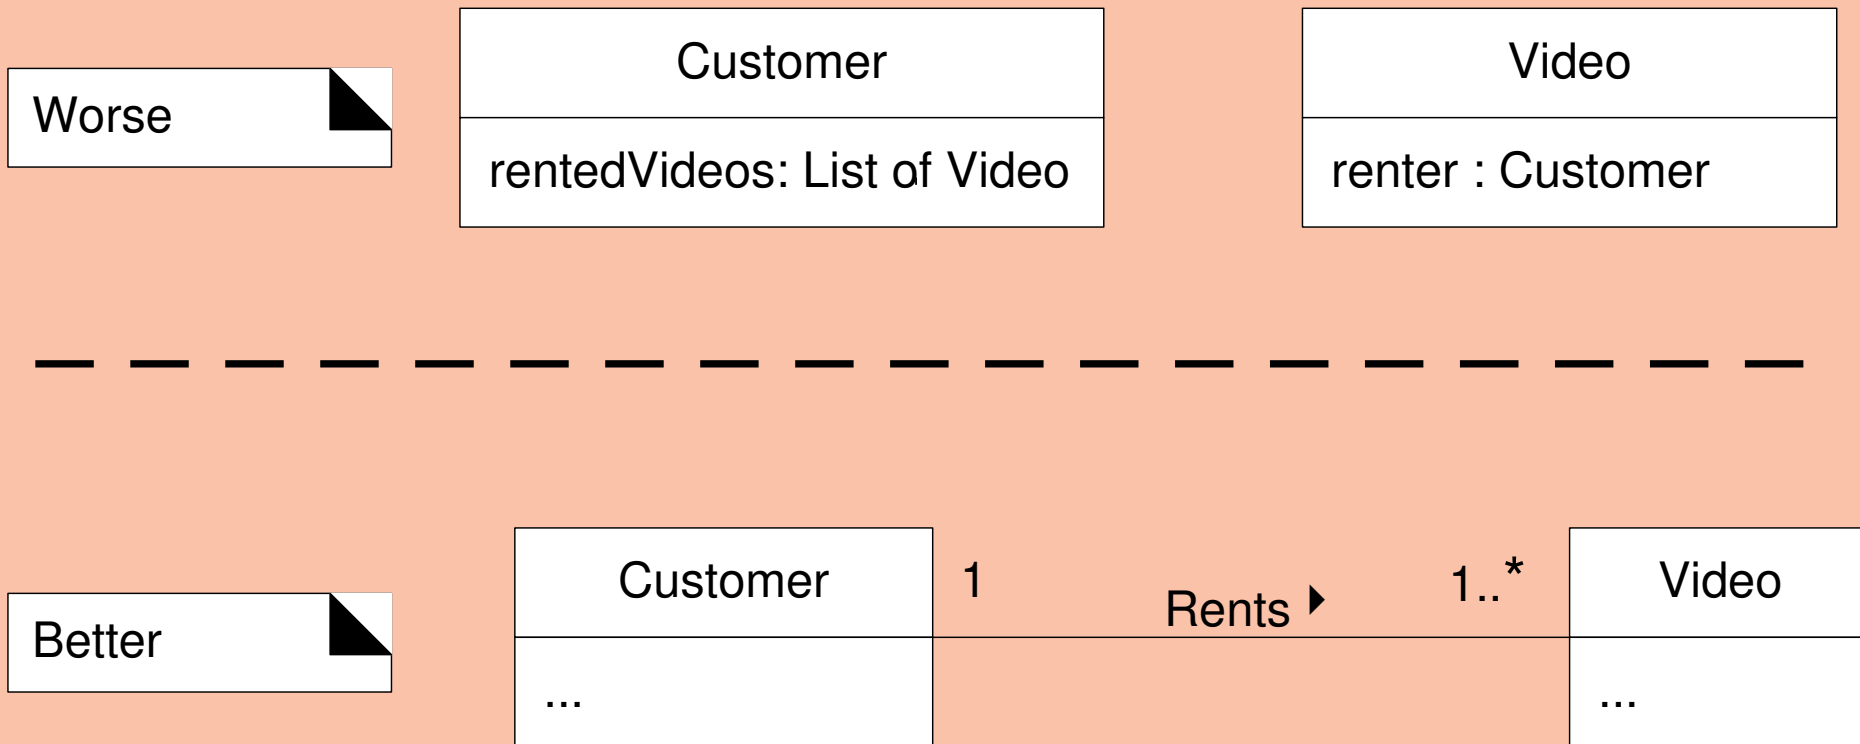 Worse
Customer
rentedVideos: List of Video
Video
renter : Customer
Better
Customer
...
1
Rents
1..*
Video
...